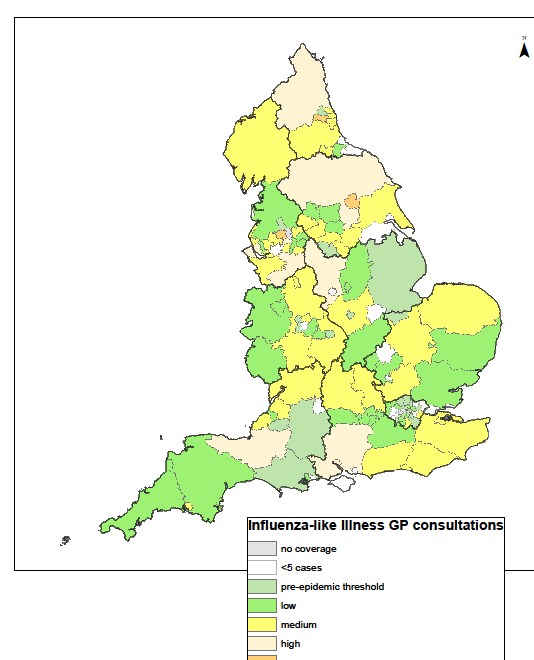 N
Influenza-like Illness GP consultations
no coverage
<5 cases
pre-epidemic threshold
low
medium
high